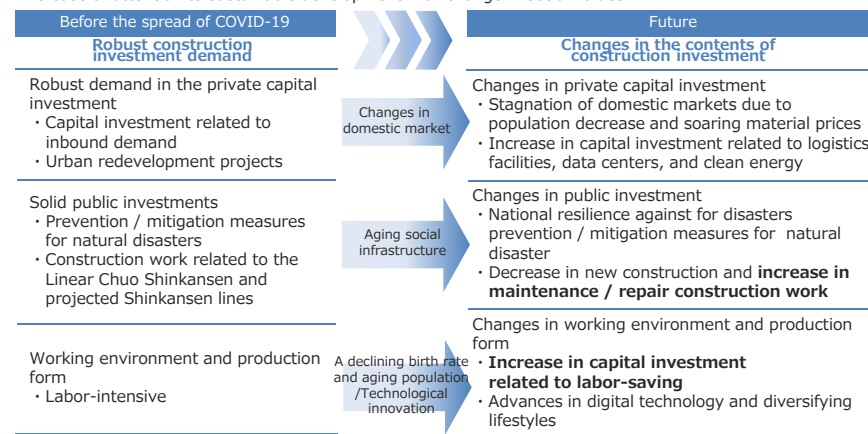 Before the spread of COVID-19
Robust construction
investment demand
Robust demand in the private capital
investment
・Capital investment related to
inbound demand
・Urban redevelopment projects
Solid public investments
・Prevention / mitigation measures
for natural disasters
・Construction work related to the
Linear Chuo Shinkansen and
projected Shinkansen lines
Working environment and production
form
・Labor-intensive
Changes in
domestic market
Aging social
infrastructure
A declining birth rate
and aging population
/Technological
innovation
Future
Changes in the contents of
construction investment
Changes in private capital investment
・Stagnation of domestic markets due to
population decrease and soaring material prices
・Increase in capital investment related to logistics
facilities, data centers, and clean energy
Changes in public investment
・National resilience against for disasters
prevention / mitigation measures for natural
disaster
・Decrease in new construction and increase in
maintenance / repair construction work
Changes in working environment and production
form
・Increase in capital investment
related to labor-saving
・Advances in digital technology and diversifying
lifestyles